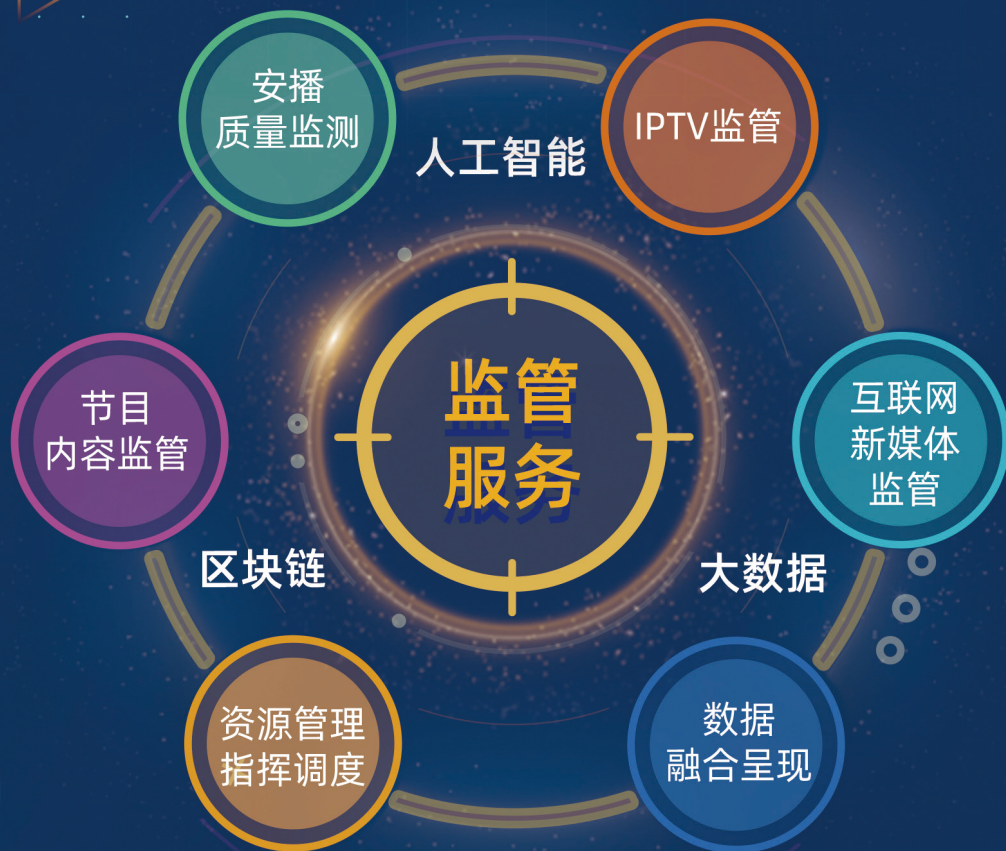 安播
质量监测
IPTV监管
人工智能
监管
服务
节目
内容监管
互联网
新媒体
监管
区块链
大数据
资源管理
指挥调度
数据
融合呈现